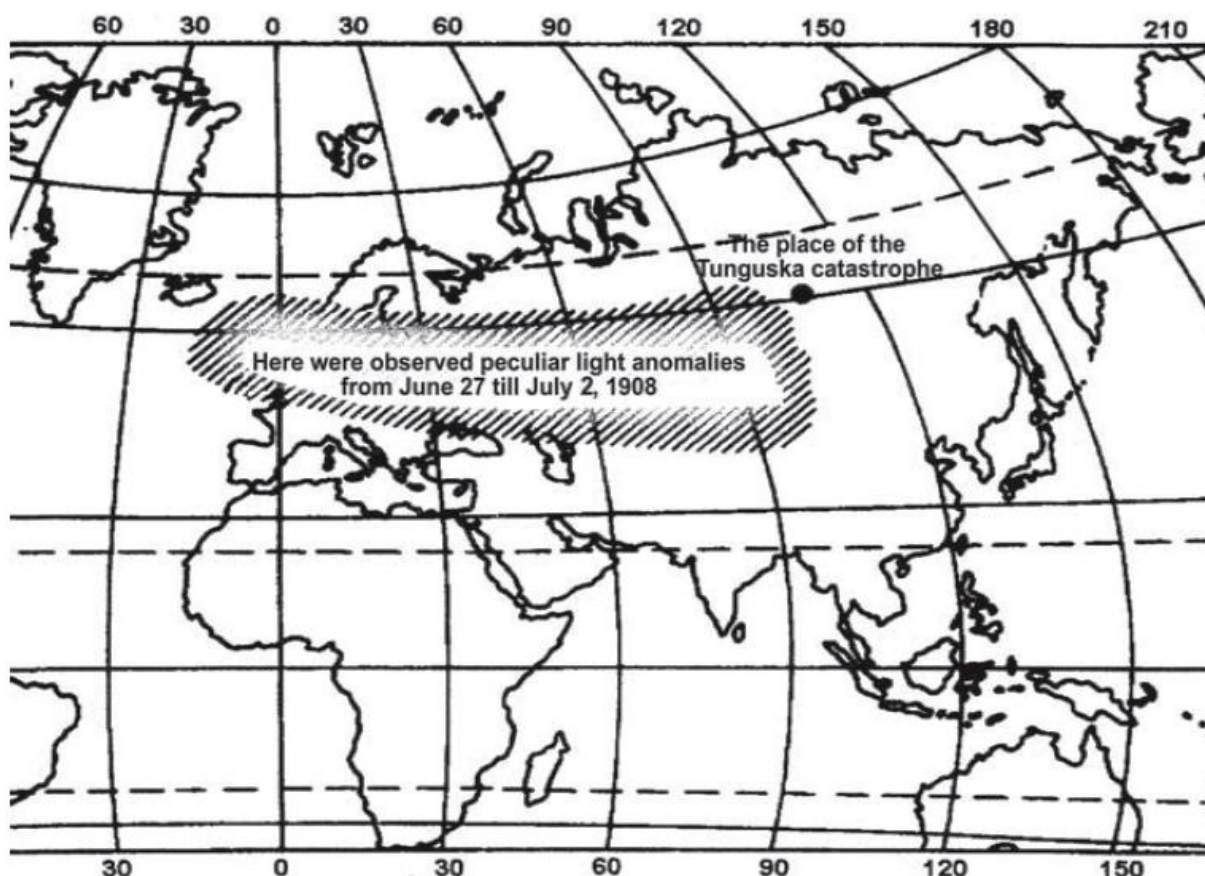 60 30 0 30 60 90 120 150 180 210
The place of the
Tunguska catastrophe
Here were observed peculiar light anomalies
from June 27 till July 2, 1908
30 0 30 60 90 120 150